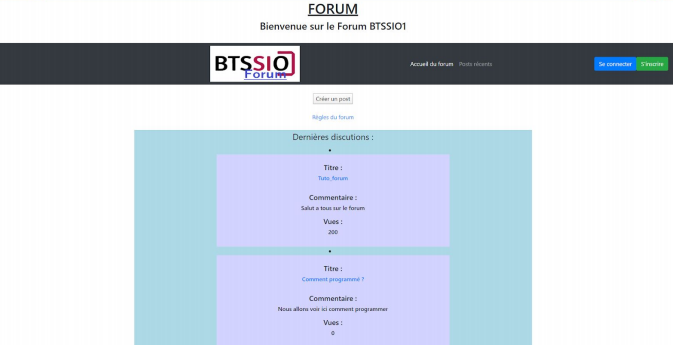 FORUM
Bienvenue sur le Forum BTSSIO1
BTSSIO
Forum
Accueil du forum Posts récents
Se connecter S'inscrire
Créer un post
Règles du forum
Dernières discutions :
Titre :
Tuto_forum
Commentaire :
Salut a tous sur le forum
Vues :
200
Titre :
Comment programmé ?
Commentaire :
Nous allons voir ici comment programmer
Vues :
0